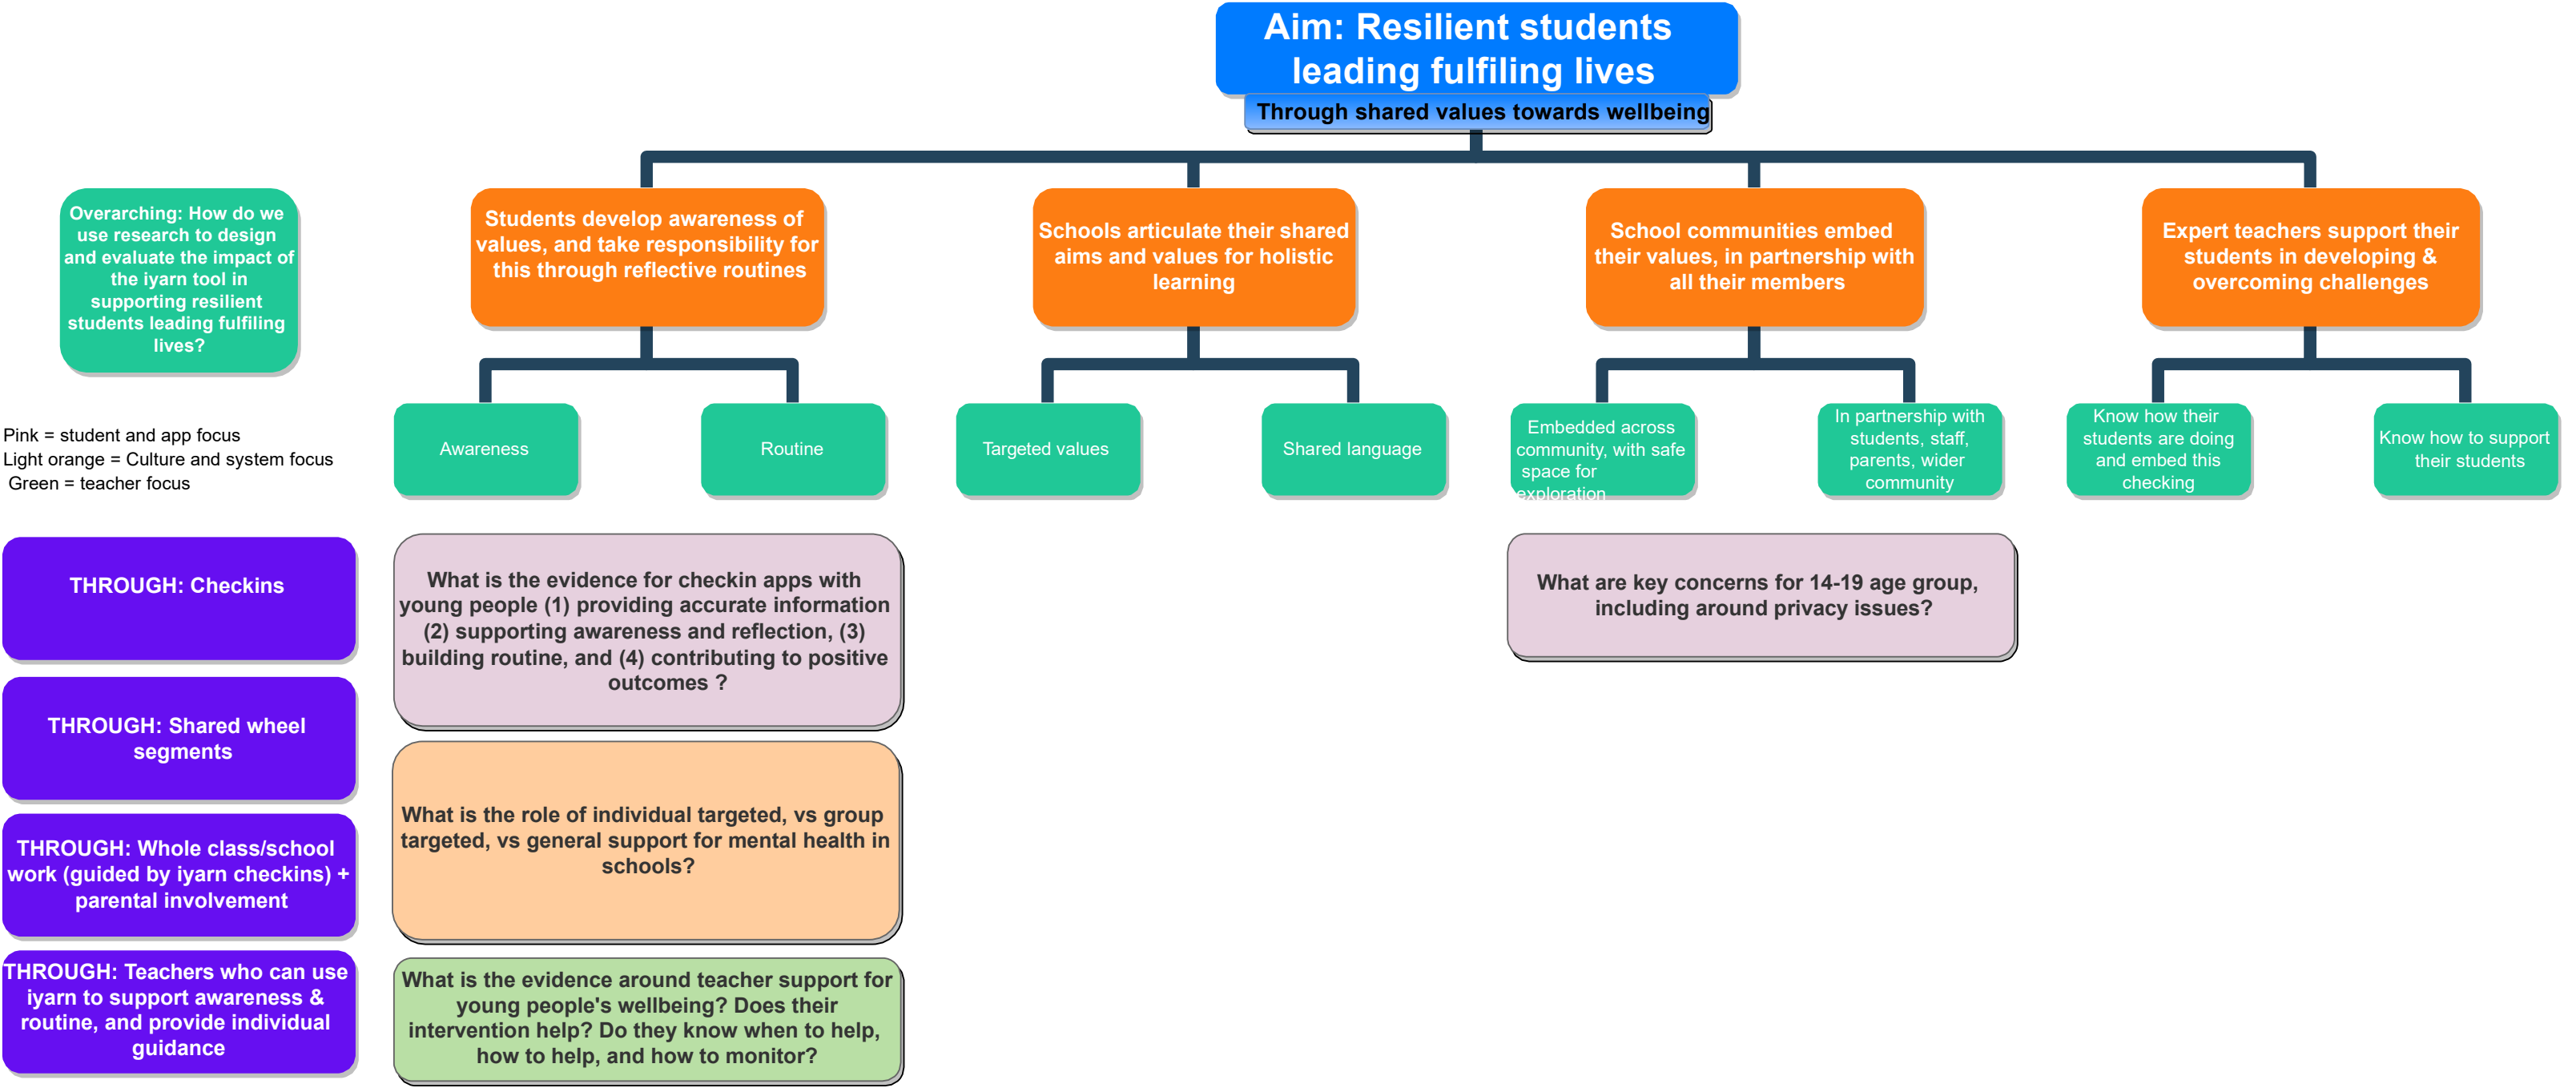 Aim: Resilient students
leading fulfiling lives
Through shared values towards wellbeing
Overarching: How do we
use research to design
and evaluate the impact of
the iyarn tool in
supporting resilient
students leading fulfiling
lives?
Students develop awareness of
values, and take responsibility for
this through reflective routines
Schools articulate their shared
aims and values for holistic
learning
School communities embed
their values, in partnership with
all their members
Expert teachers support their
students in developing &
overcoming challenges
Pink = student and app focus
Light orange = Culture and system focus
Green = teacher focus
Awareness
Routine
Targeted values
Shared language
Embedded across
community, with safe
space for
exploration
In partnership with
students, staff,
parents, wider
community
Know how their
students are doing
and embed this
checking
Know how to support
their students
THROUGH: Checkins
What is the evidence for checkin apps with
young people (1) providing accurate information
(2) supporting awareness and reflection, (3)
building routine, and (4) contributing to positive
outcomes ?
What are key concerns for 14-19 age group,
including around privacy issues?
THROUGH: Shared wheel
segments
What is the role of individual targeted, vs group
targeted, vs general support for mental health in
schools?
THROUGH: Whole class/school
work (guided by iyarn checkins) +
parental involvement
THROUGH: Teachers who can use
iyarn to support awareness &
routine, and provide individual
guidance
What is the evidence around teacher support for
young people's wellbeing? Does their
intervention help? Do they know when to help,
how to help, and how to monitor?